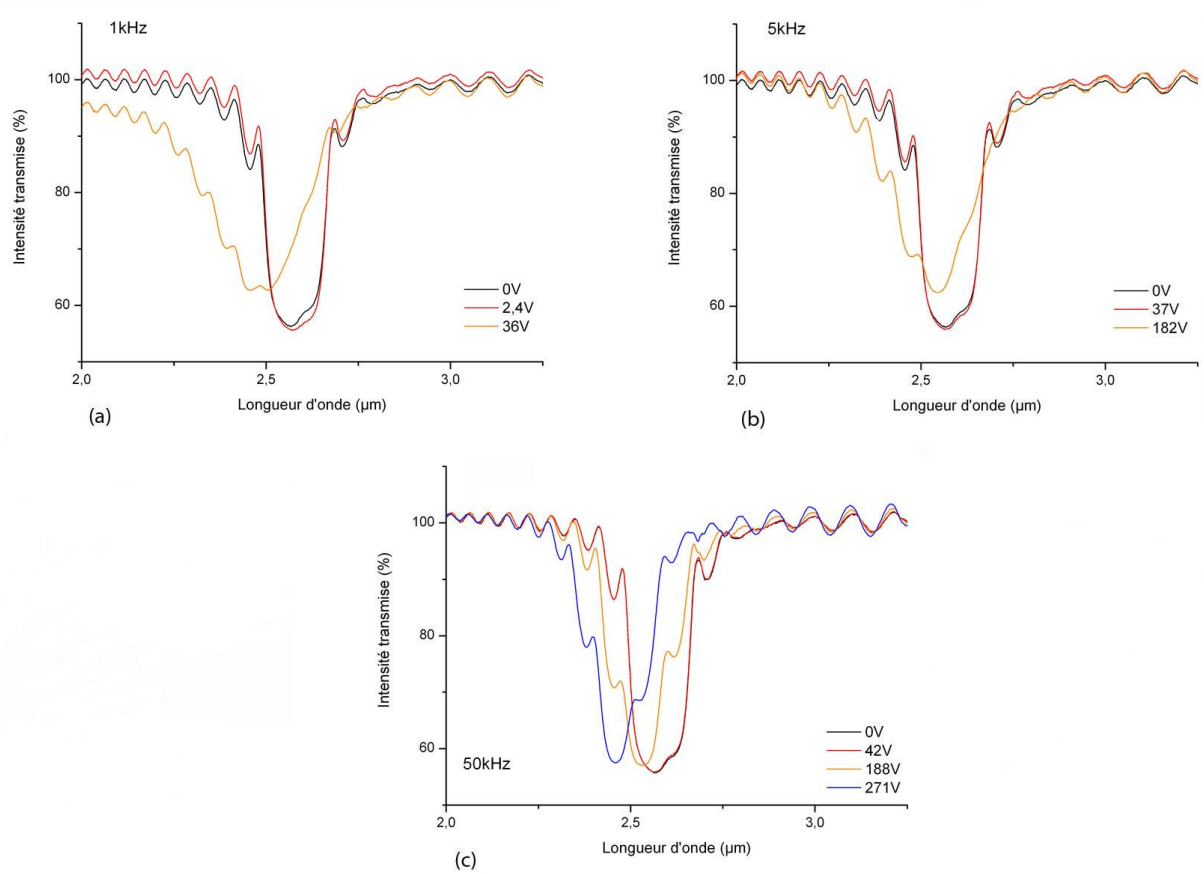 1kHz
Intensité transmise (%)
100
80
60
0V
2,4V
36V
2,0
2,5
3,0
Longueur d'onde (µm)
(a)
5kHz
Intensité transmise (%)
100
80
60
0V
37V
182V
2,0
2,5
3,0
Longueur d'onde (µm)
(b)
Intensité transmise (%)
100
80
60
50kHz
0V
42V
188V
271V
2,0
2,5
3,0
Longueur d'onde (µm)
(c)